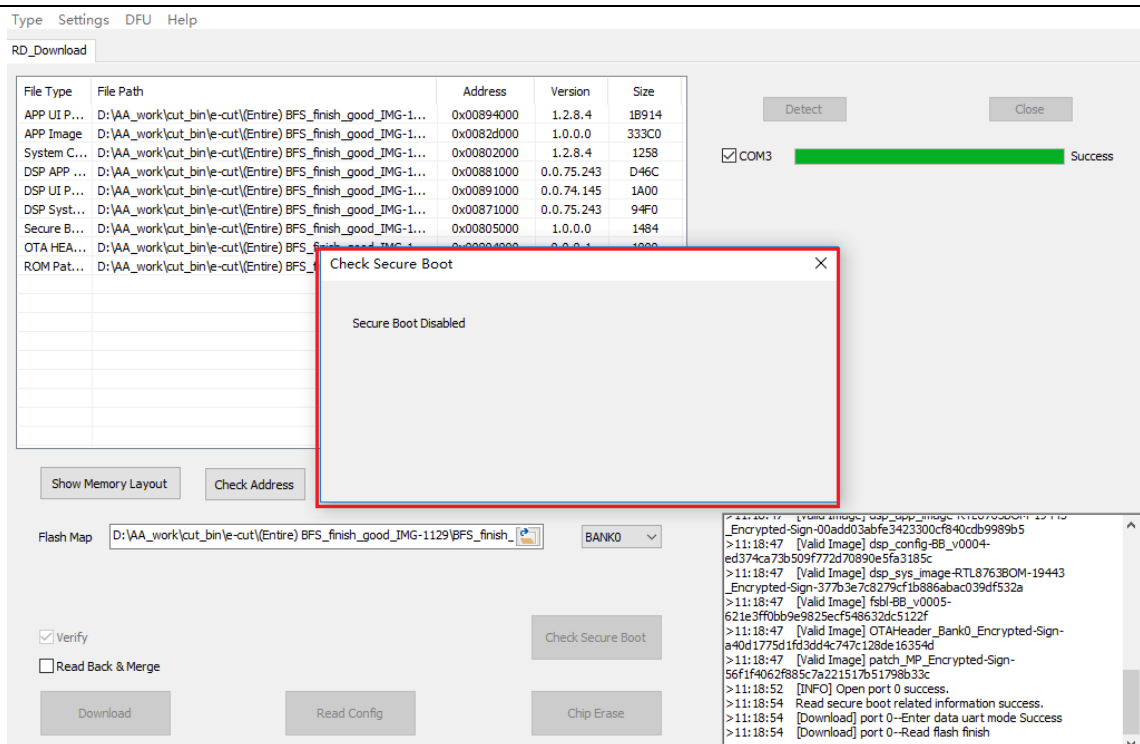 Type Settings DFU Help
RD_Download
File Type File Path Address Version Size
APP UI P... D:\AA_work\cut_bin\e-cut\(Entire) BFS_finish_good_IMG-1... 0x00894000 1.2.8.4 1B914
APP Image D:\AA_work\cut_bin\e-cut\(Entire) BFS_finish_good_IMG-1... 0x0082d000 1.0.0.0 333C0
System C... D:\AA_work\cut_bin\e-cut\(Entire) BFS_finish_good_IMG-1... 0x00802000 1.2.8.4 1258
DSP APP ... D:\AA_work\cut_bin\e-cut\(Entire) BFS_finish_good_IMG-1... 0x00881000 0.0.75.243 D46C
DSP UI P... D:\AA_work\cut_bin\e-cut\(Entire) BFS_finish_good_IMG-1... 0x00891000 0.0.74.145 1A00
DSP Syst... D:\AA_work\cut_bin\e-cut\(Entire) BFS_finish_good_IMG-1... 0x00871000 0.0.75.243 94F0
Secure B... D:\AA_work\cut_bin\e-cut\(Entire) BFS_finish_good_IMG-1... 0x00805000 1.0.0.0 1484
OTA HEA... D:\AA_work\cut_bin\e-cut\(Entire)
ROM Pat... D:\AA_work\cut_bin\e-cut\(Entire) BFS_f
Detect Close
COM3 Success
Check Secure Boot
Secure Boot Disabled
Show Memory Layout Check Address
Flash Map D:\AA_work\cut_bin\e-cut\(Entire) BFS_finish_good_IMG-1129\BFS_finish_ BANK0
Verify Check Secure Boot
Read Back & Merge
Download Read Config Chip Erase
_Encrypted-Sign-00add03abfe3423300cf840cdb9989b5
>11:18:47 [Valid Image] dsp_config-BB_v0004-
ed374ca73b509f772d70890e5fa3185c
>11:18:47 [Valid Image] dsp_sys_image-RTL8763BOM-19443
_Encrypted-Sign-377b3e7c8279cf1b886abac039df532a
>11:18:47 [Valid Image] fsbl-BB_v0005-
621e3ff0bb9e9825ecf548632dc5122f
>11:18:47 [Valid Image] OTAHeader_Bank0_Encrypted-Sign-
a40d1775d1fd3dd4c747c128de16354d
>11:18:47 [Valid Image] patch_MP_Encrypted-Sign-
56f1f4062f885c7a221517b51798b33c
>11:18:52 [INFO] Open port 0 success.
>11:18:54 Read secure boot related information success.
>11:18:54 [Download] port 0--Enter data uart mode Success
>11:18:54 [Download] port 0--Read flash finish